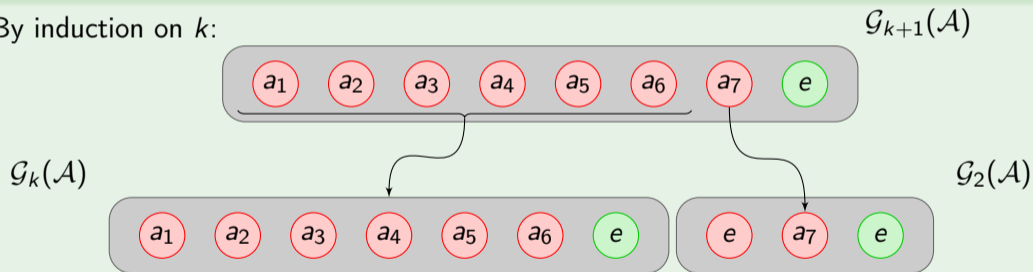 By induction on k:
𝒢ₖ₊₁(𝒜)
a₁ a₂ a₃ a₄ a₅ a₆ a₇ e
𝒢ₖ(𝒜)
𝒢₂(𝒜)
a₁ a₂ a₃ a₄ a₅ a₆ e
e a₇ e